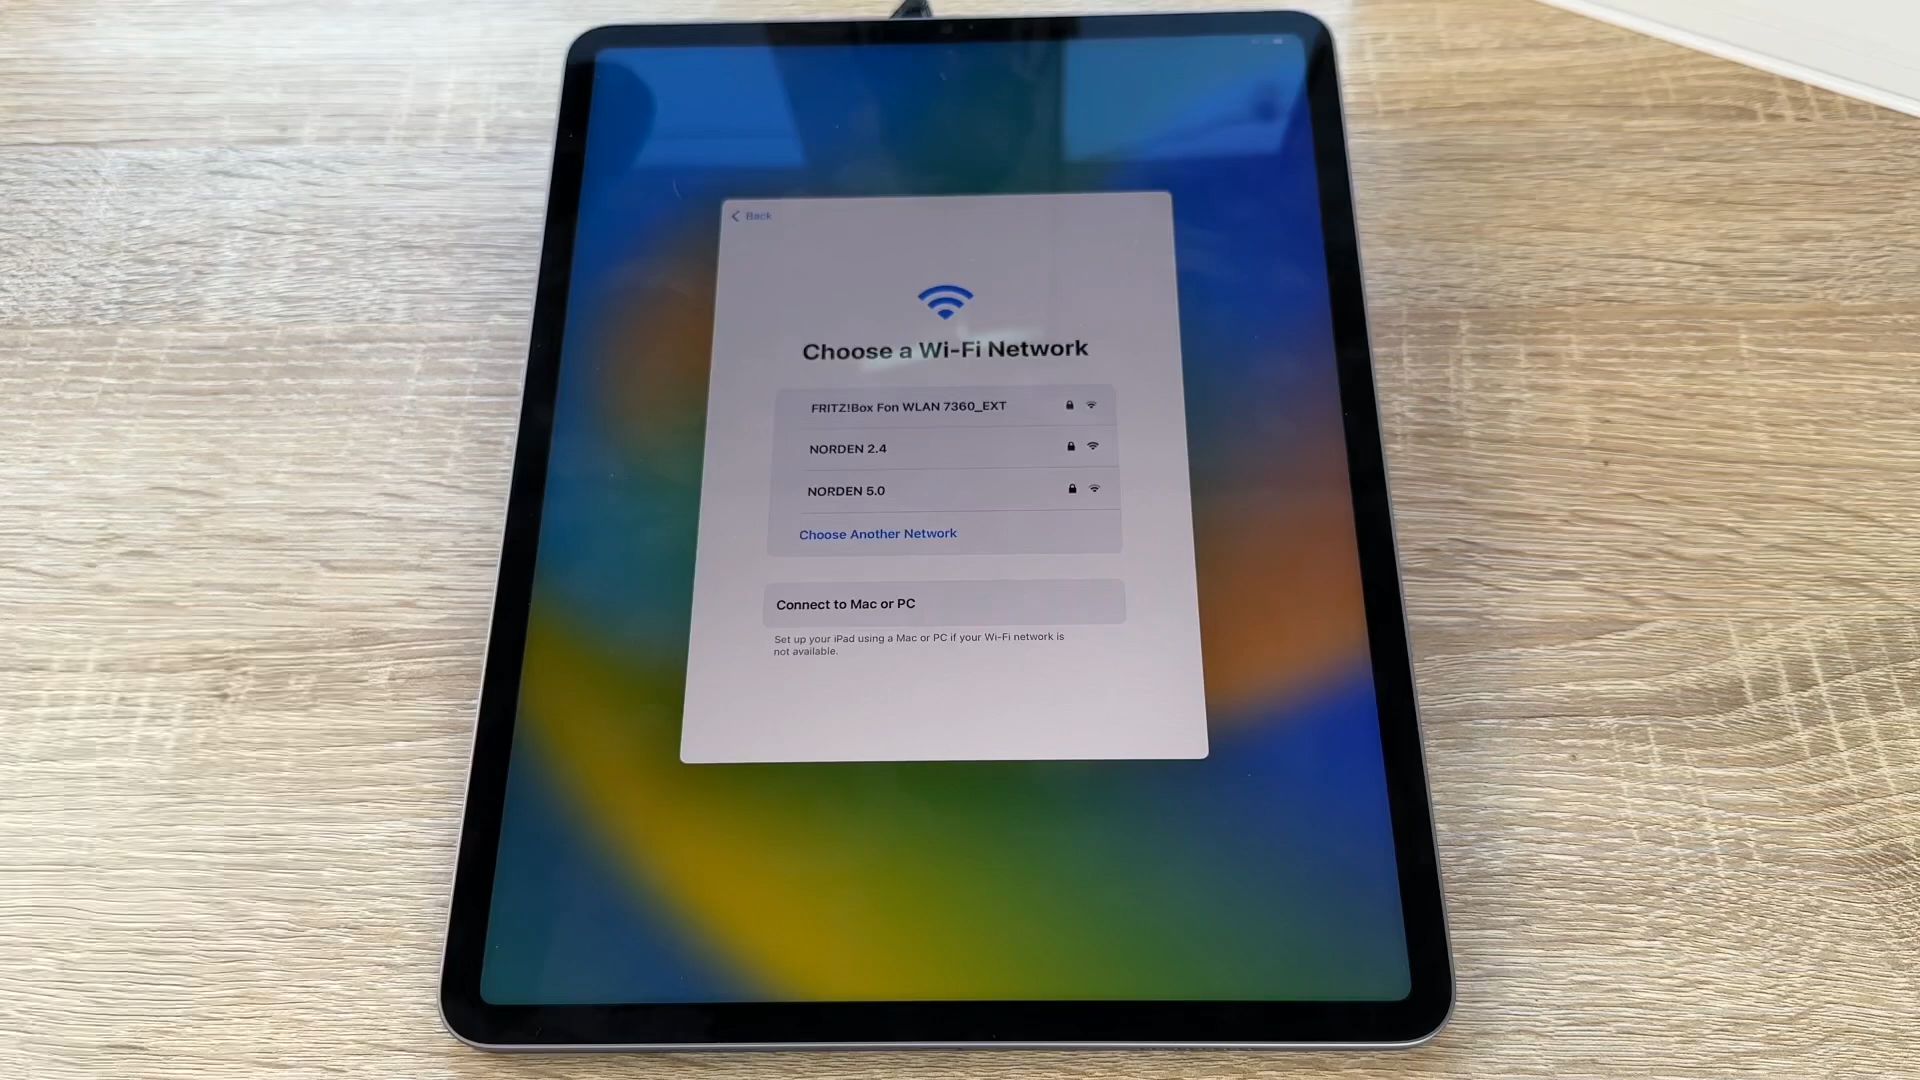 Back
Choose a Wi-Fi Network
FRITZ!Box Fon WLAN 7360_EXT
NORDEN 2.4
NORDEN 5.0
Choose Another Network
Connect to Mac or PC
Set up your iPad using a Mac or PC if your Wi-Fi network is
not available.